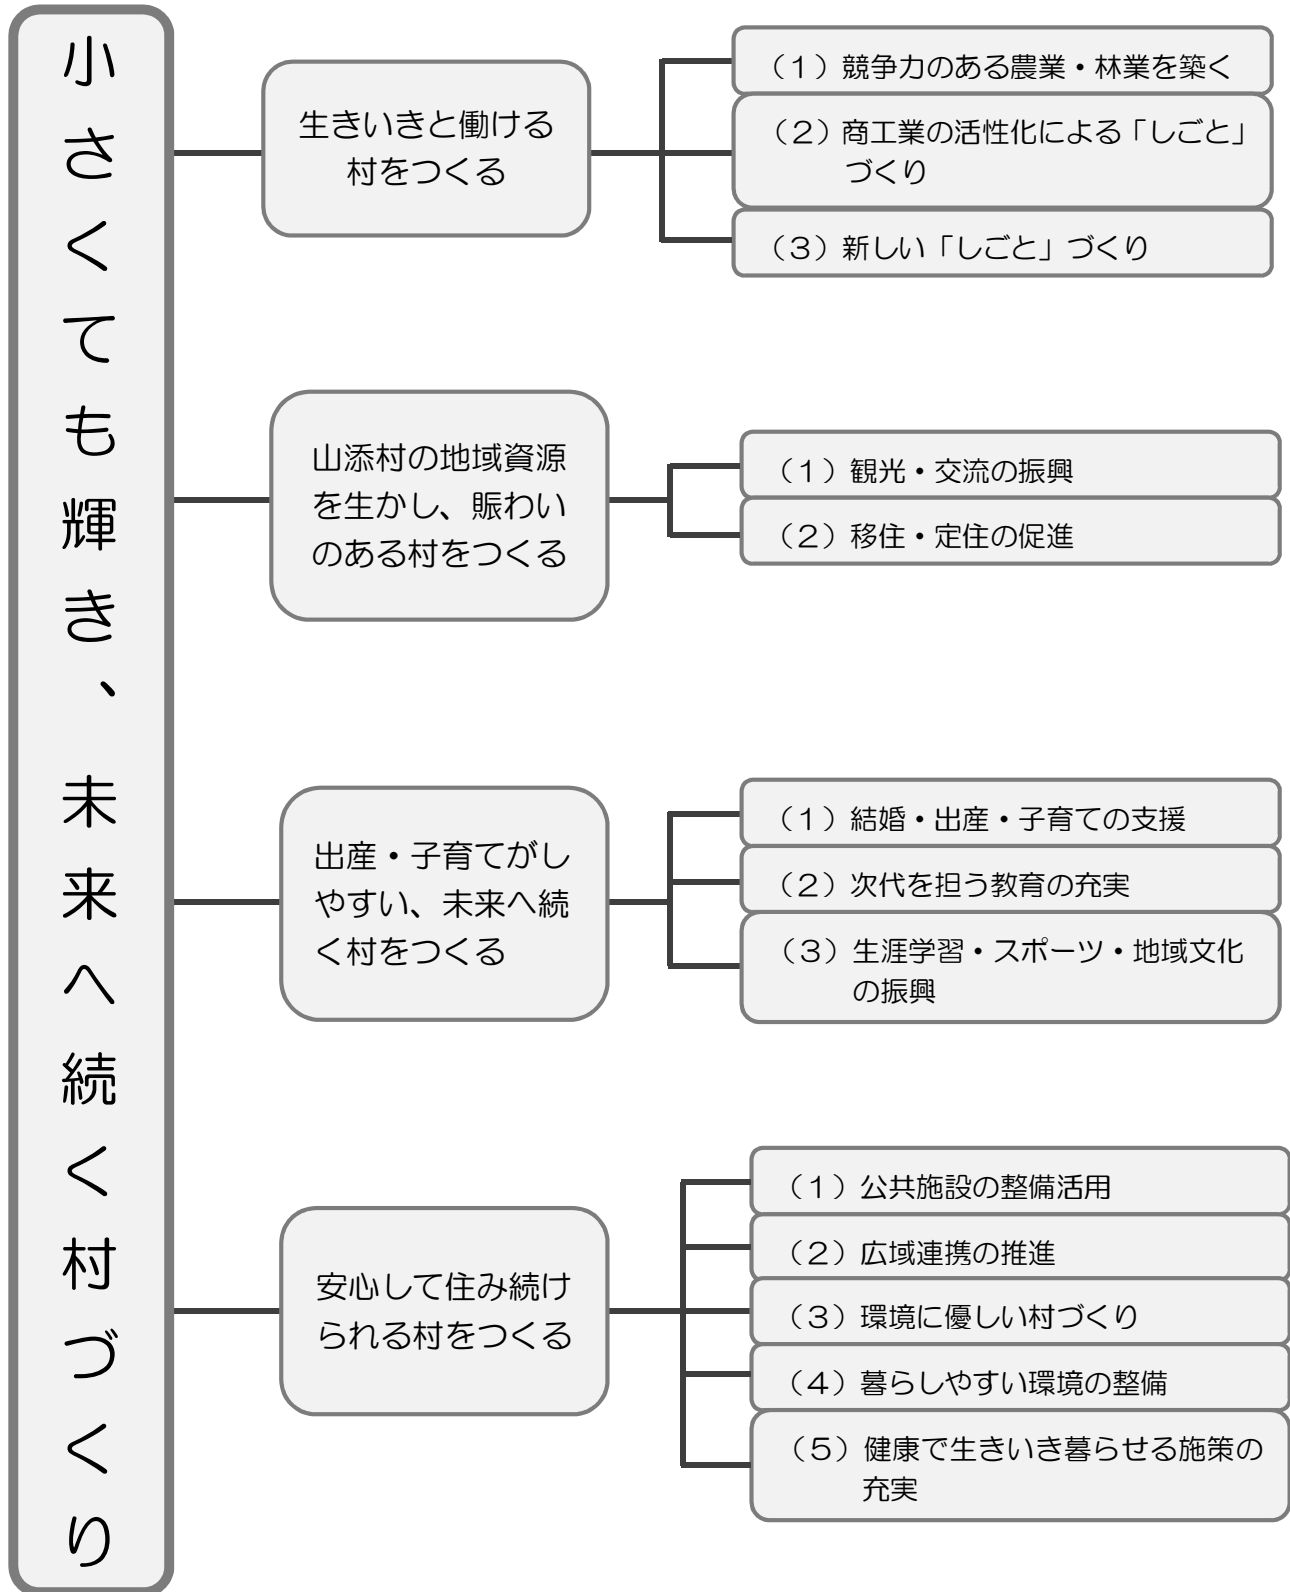 小さくても輝き、未来へ続く村づくり
生きいきと働ける
村をつくる
（１）競争力のある農業・林業を築く
（２）商工業の活性化による「しごと」
づくり
（３）新しい「しごと」づくり
山添村の地域資源
を生かし、賑わい
のある村をつくる
（１）観光・交流の振興
（２）移住・定住の促進
出産・子育てがし
やすい、未来へ続
く村をつくる
（１）結婚・出産・子育ての支援
（２）次代を担う教育の充実
（３）生涯学習・スポーツ・地域文化
の振興
安心して住み続け
られる村をつくる
（１）公共施設の整備活用
（２）広域連携の推進
（３）環境に優しい村づくり
（４）暮らしやすい環境の整備
（５）健康で生きいき暮らせる施策の
充実